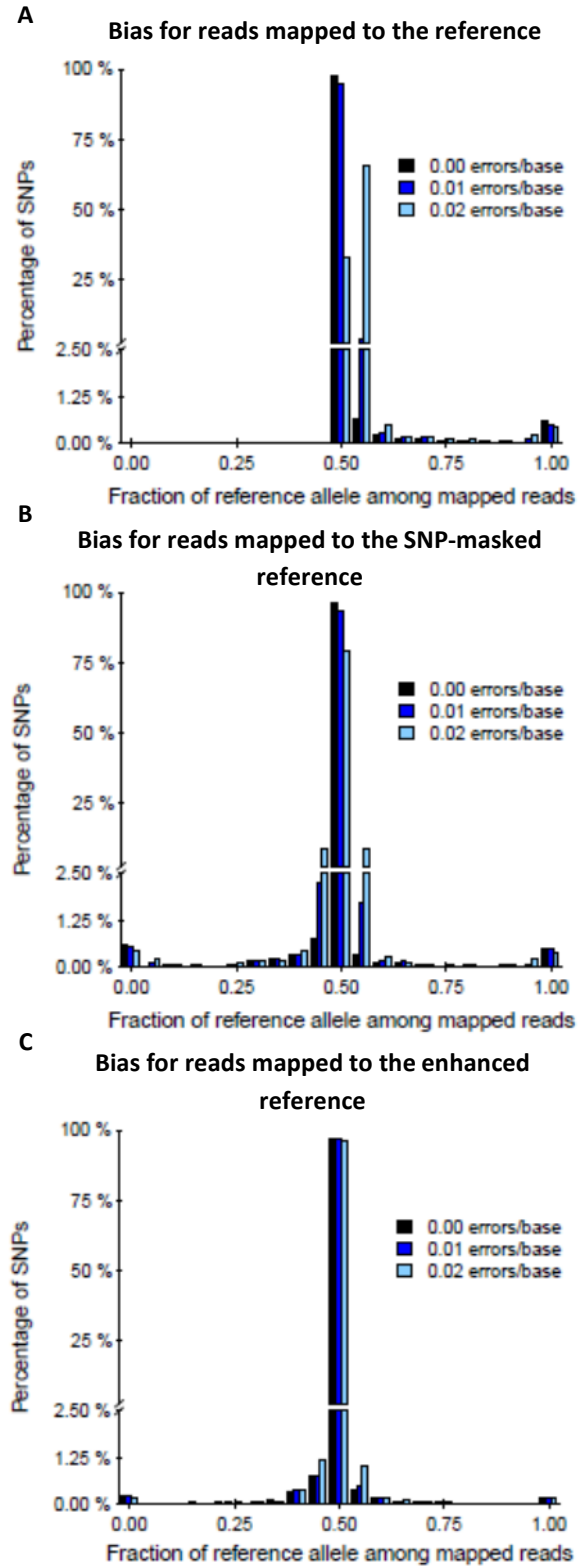 A
Bias for reads mapped to the reference
100 %
75 %
50 %
25 %
2.50 %
1.25 %
0.00 %
Percentage of SNPs
0.00 errors/base
0.01 errors/base
0.02 errors/base
0.00 0.25 0.50 0.75 1.00
Fraction of reference allele among mapped reads
B
Bias for reads mapped to the SNP-masked
reference
100 %
75 %
50 %
25 %
2.50 %
1.25 %
0.00 %
Percentage of SNPs
0.00 errors/base
0.01 errors/base
0.02 errors/base
0.00 0.25 0.50 0.75 1.00
Fraction of reference allele among mapped reads
C
Bias for reads mapped to the enhanced
reference
100 %
75 %
50 %
25 %
2.50 %
1.25 %
0.00 %
Percentage of SNPs
0.00 errors/base
0.01 errors/base
0.02 errors/base
0.00 0.25 0.50 0.75 1.00
Fraction of reference allele among mapped reads